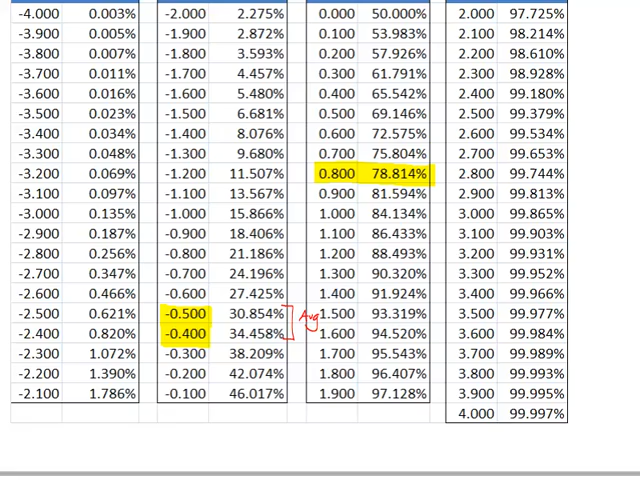 -4.000 0.003% -2.000 2.275% 0.000 50.000% 2.000 97.725%
-3.900 0.005% -1.900 2.872% 0.100 53.983% 2.100 98.214%
-3.800 0.007% -1.800 3.593% 0.200 57.926% 2.200 98.610%
-3.700 0.011% -1.700 4.457% 0.300 61.791% 2.300 98.928%
-3.600 0.016% -1.600 5.480% 0.400 65.542% 2.400 99.180%
-3.500 0.023% -1.500 6.681% 0.500 69.146% 2.500 99.379%
-3.400 0.034% -1.400 8.076% 0.600 72.575% 2.600 99.534%
-3.300 0.048% -1.300 9.680% 0.700 75.804% 2.700 99.653%
-3.200 0.069% -1.200 11.507% 0.800 78.814% 2.800 99.744%
-3.100 0.097% -1.100 13.567% 0.900 81.594% 2.900 99.813%
-3.000 0.135% -1.000 15.866% 1.000 84.134% 3.000 99.865%
-2.900 0.187% -0.900 18.406% 1.100 86.433% 3.100 99.903%
-2.800 0.256% -0.800 21.186% 1.200 88.493% 3.200 99.931%
-2.700 0.347% -0.700 24.196% 1.300 90.320% 3.300 99.952%
-2.600 0.466% -0.600 27.425% 1.400 91.924% 3.400 99.966%
-2.500 0.621% -0.500 30.854% Avg 1.500 93.319% 3.500 99.977%
-2.400 0.820% -0.400 34.458% 1.600 94.520% 3.600 99.984%
-2.300 1.072% -0.300 38.209% 1.700 95.543% 3.700 99.989%
-2.200 1.390% -0.200 42.074% 1.800 96.407% 3.800 99.993%
-2.100 1.786% -0.100 46.017% 1.900 97.128% 3.900 99.995%
4.000 99.997%